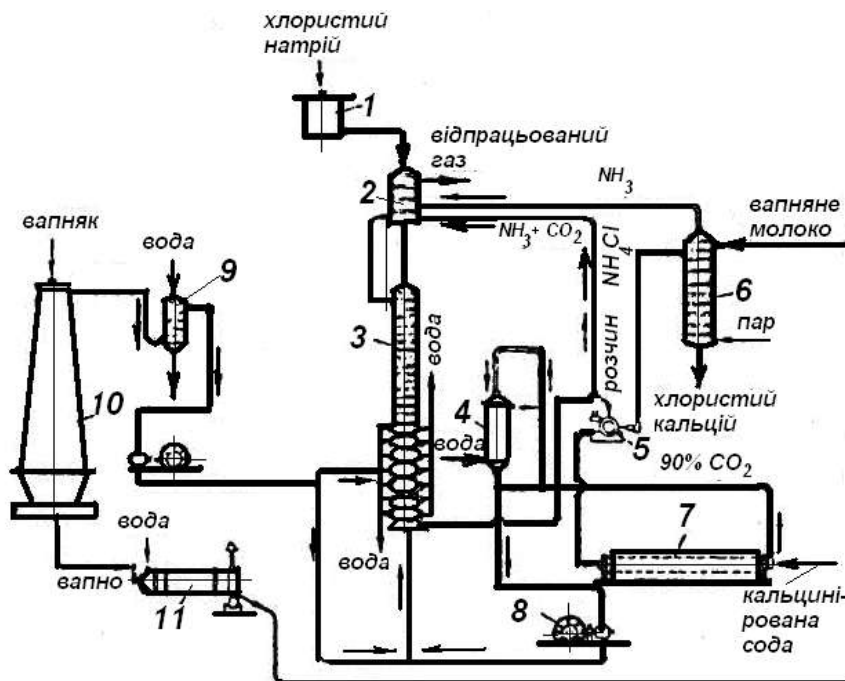 хлористий
натрій
1
відпрацьований
газ
NH3
2
вапняне
молоко
вапняк
вода
NH3+ CO2
9
розчин NH4Cl
6
3
вода
пар
10
4
хлористий
кальцій
вода
5
90% CO2
вода
вода
7
вапно
11
8
кальцині-
рована
сода